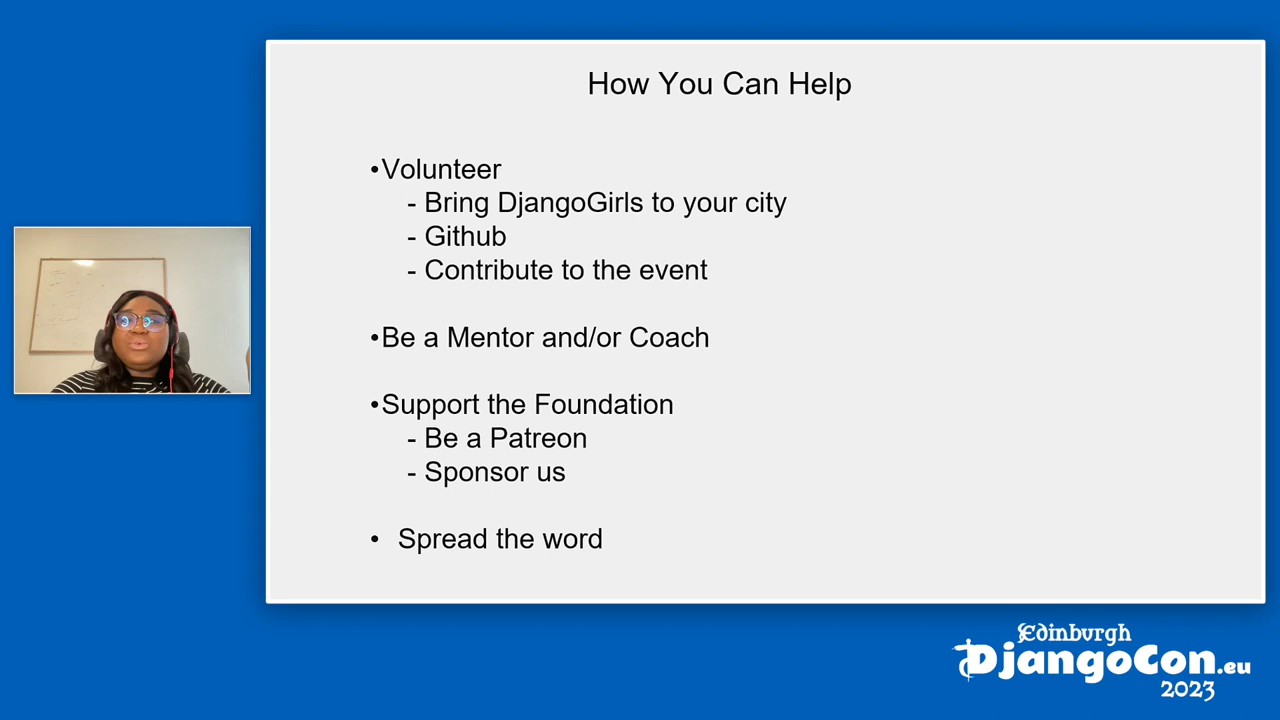 How You Can Help
•Volunteer
- Bring DjangoGirls to your city
- Github
- Contribute to the event
•Be a Mentor and/or Coach
•Support the Foundation
- Be a Patreon
- Sponsor us
• Spread the word
Edinburgh
DjangoCon.eu
2023